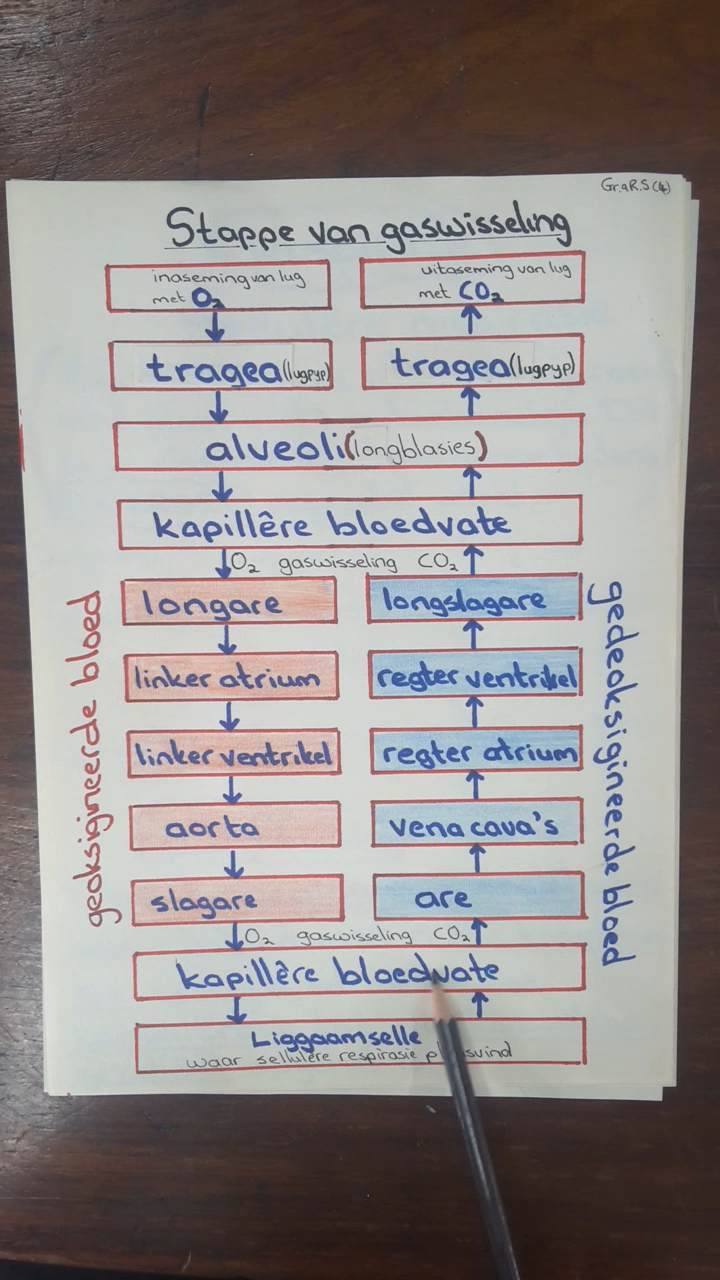 Gr.9R.S(4)
Stappe van gaswisseling
inaseming van lug
met O₂
uitaseming van lug
met CO₂
tragea (lugpyp)
tragea (lugpyp)
alveoli (longblasies)
kapillêre bloedvate
O₂ gaswisseling CO₂
longare
longslagare
linker atrium
regter ventrikel
linker ventrikel
regter atrium
aorta
vena cava's
slagare
are
O₂ gaswisseling CO₂
kapillêre bloedvate
Liggaamselle
waar sellulêre respirasie
geoksigineerde bloed
gedeoksigineerde bloed